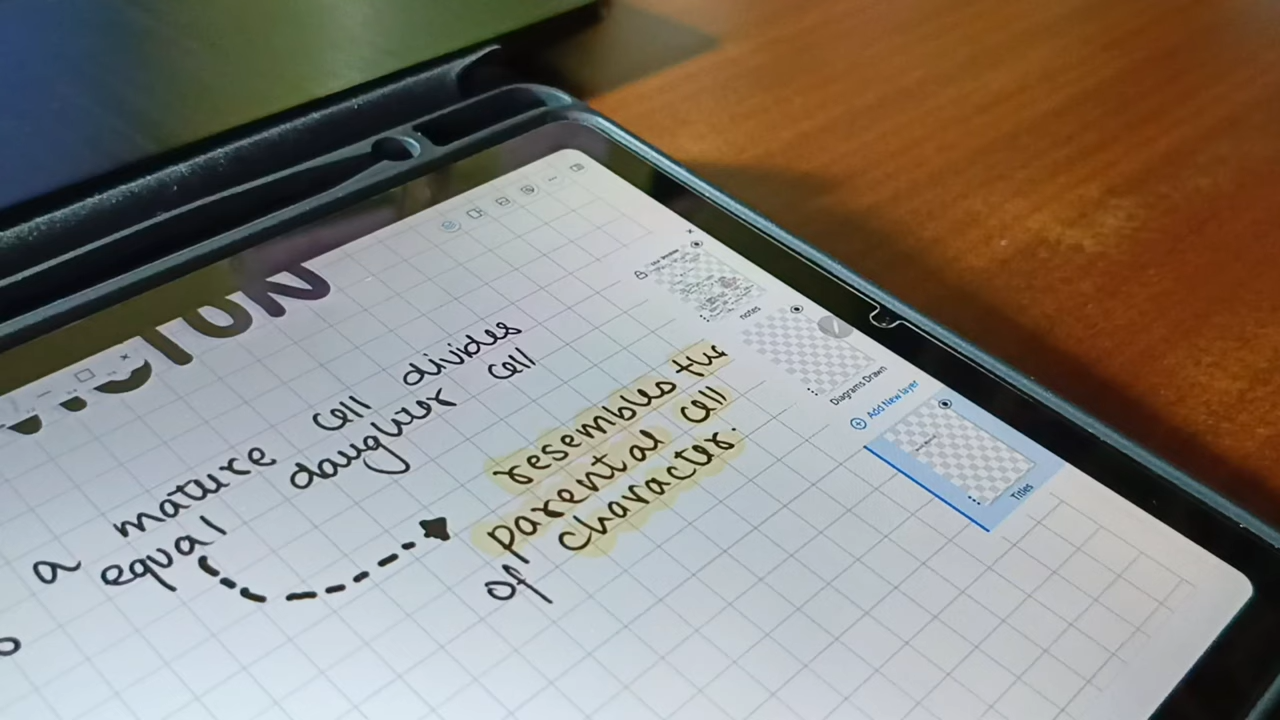 a mature cell divides
equal daughter cell
resembles the
parental cell
of character.
notes
Diagrams Drawn
Add New layer
Titles